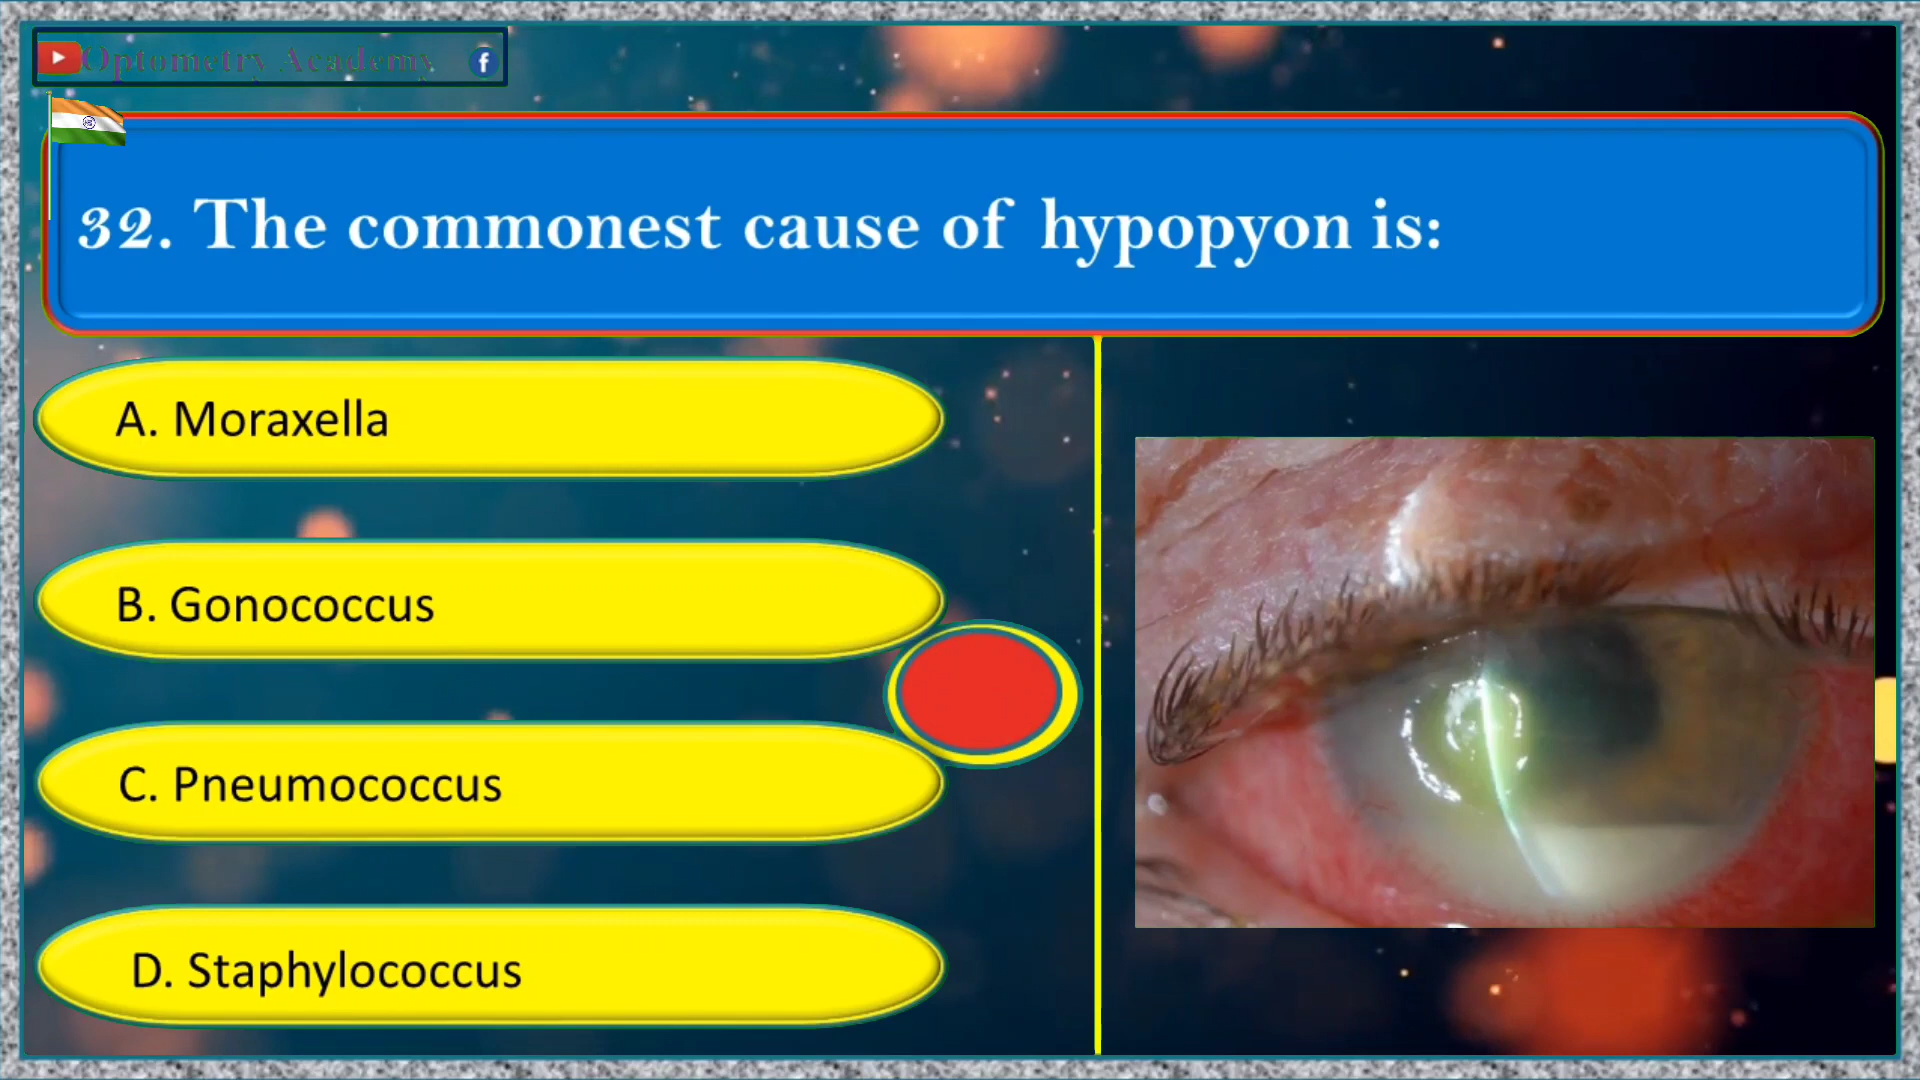 Optometry Academy
32. The commonest cause of hypopyon is:
A. Moraxella
B. Gonococcus
C. Pneumococcus
D. Staphylococcus